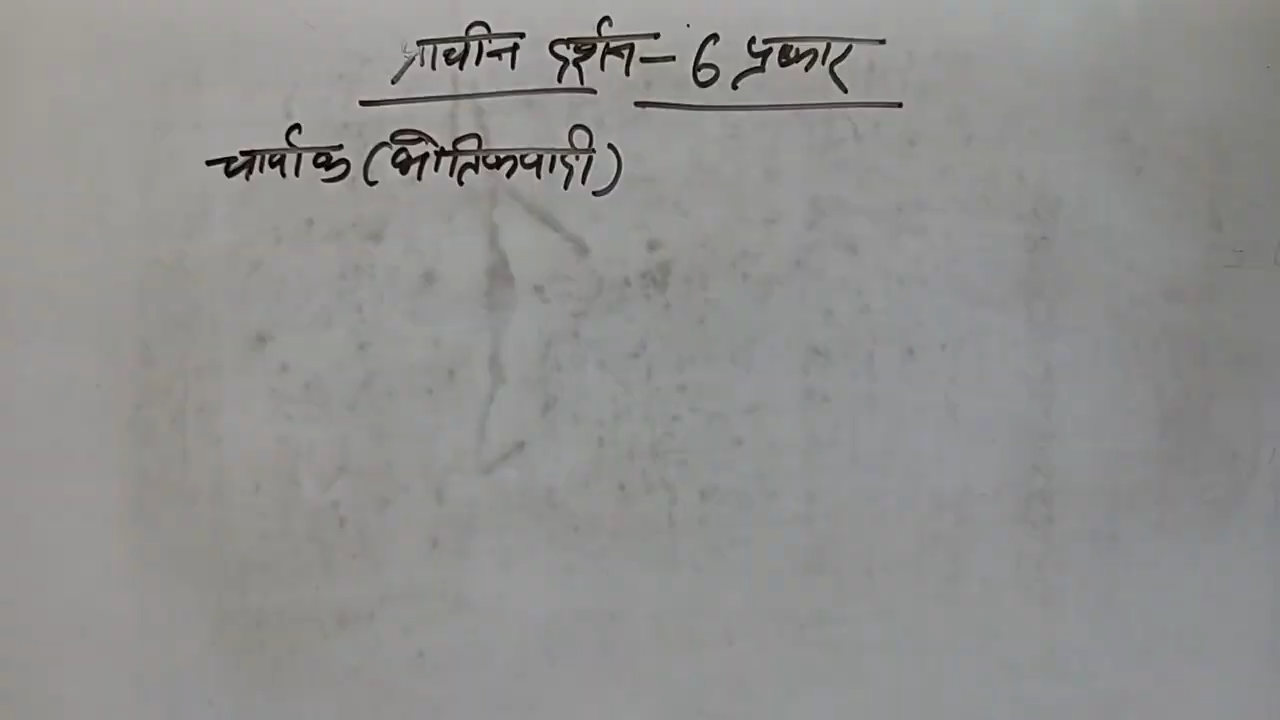 प्राचीन दर्शन - 6 प्रकार
चार्वाक (भौतिकवादी)